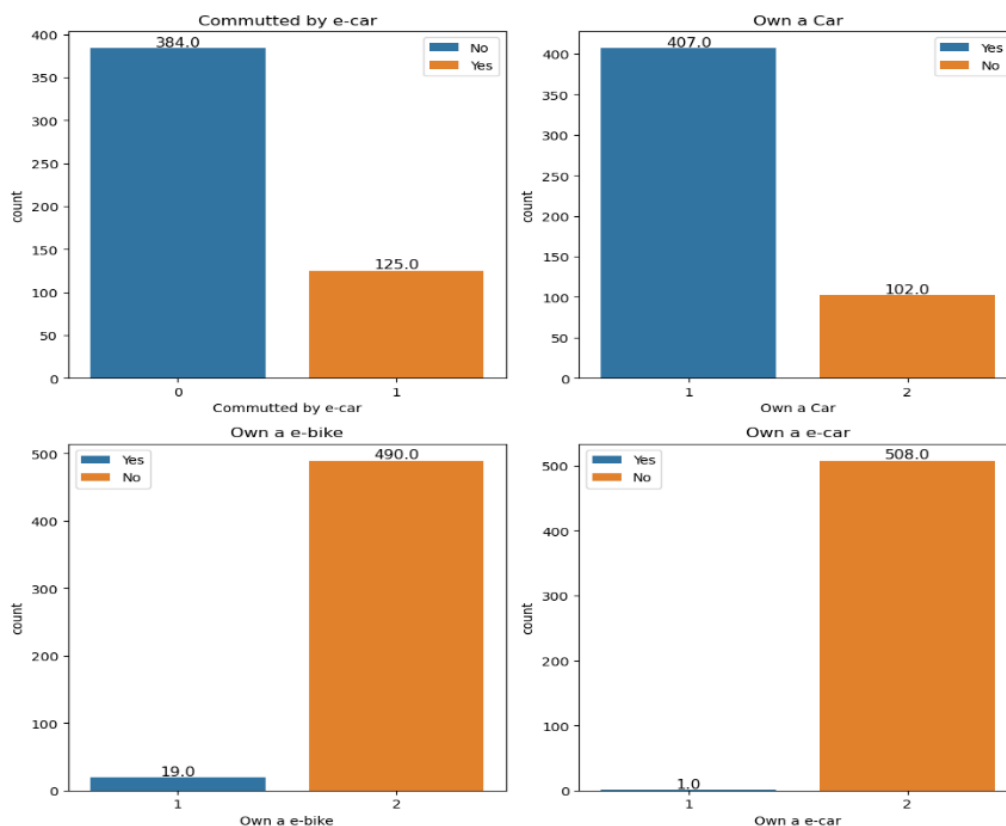 Commutted by e-car
384.0
No
Yes
400
350
300
250
200
150
100
50
0
count
125.0
0
1
Commutted by e-car
Own a Car
407.0
Yes
No
400
350
300
250
200
150
100
50
0
count
102.0
1
2
Own a Car
Own a e-bike
490.0
Yes
No
500
400
300
200
100
0
count
19.0
1
2
Own a e-bike
Own a e-car
508.0
Yes
No
500
400
300
200
100
0
count
1.0
1
2
Own a e-car